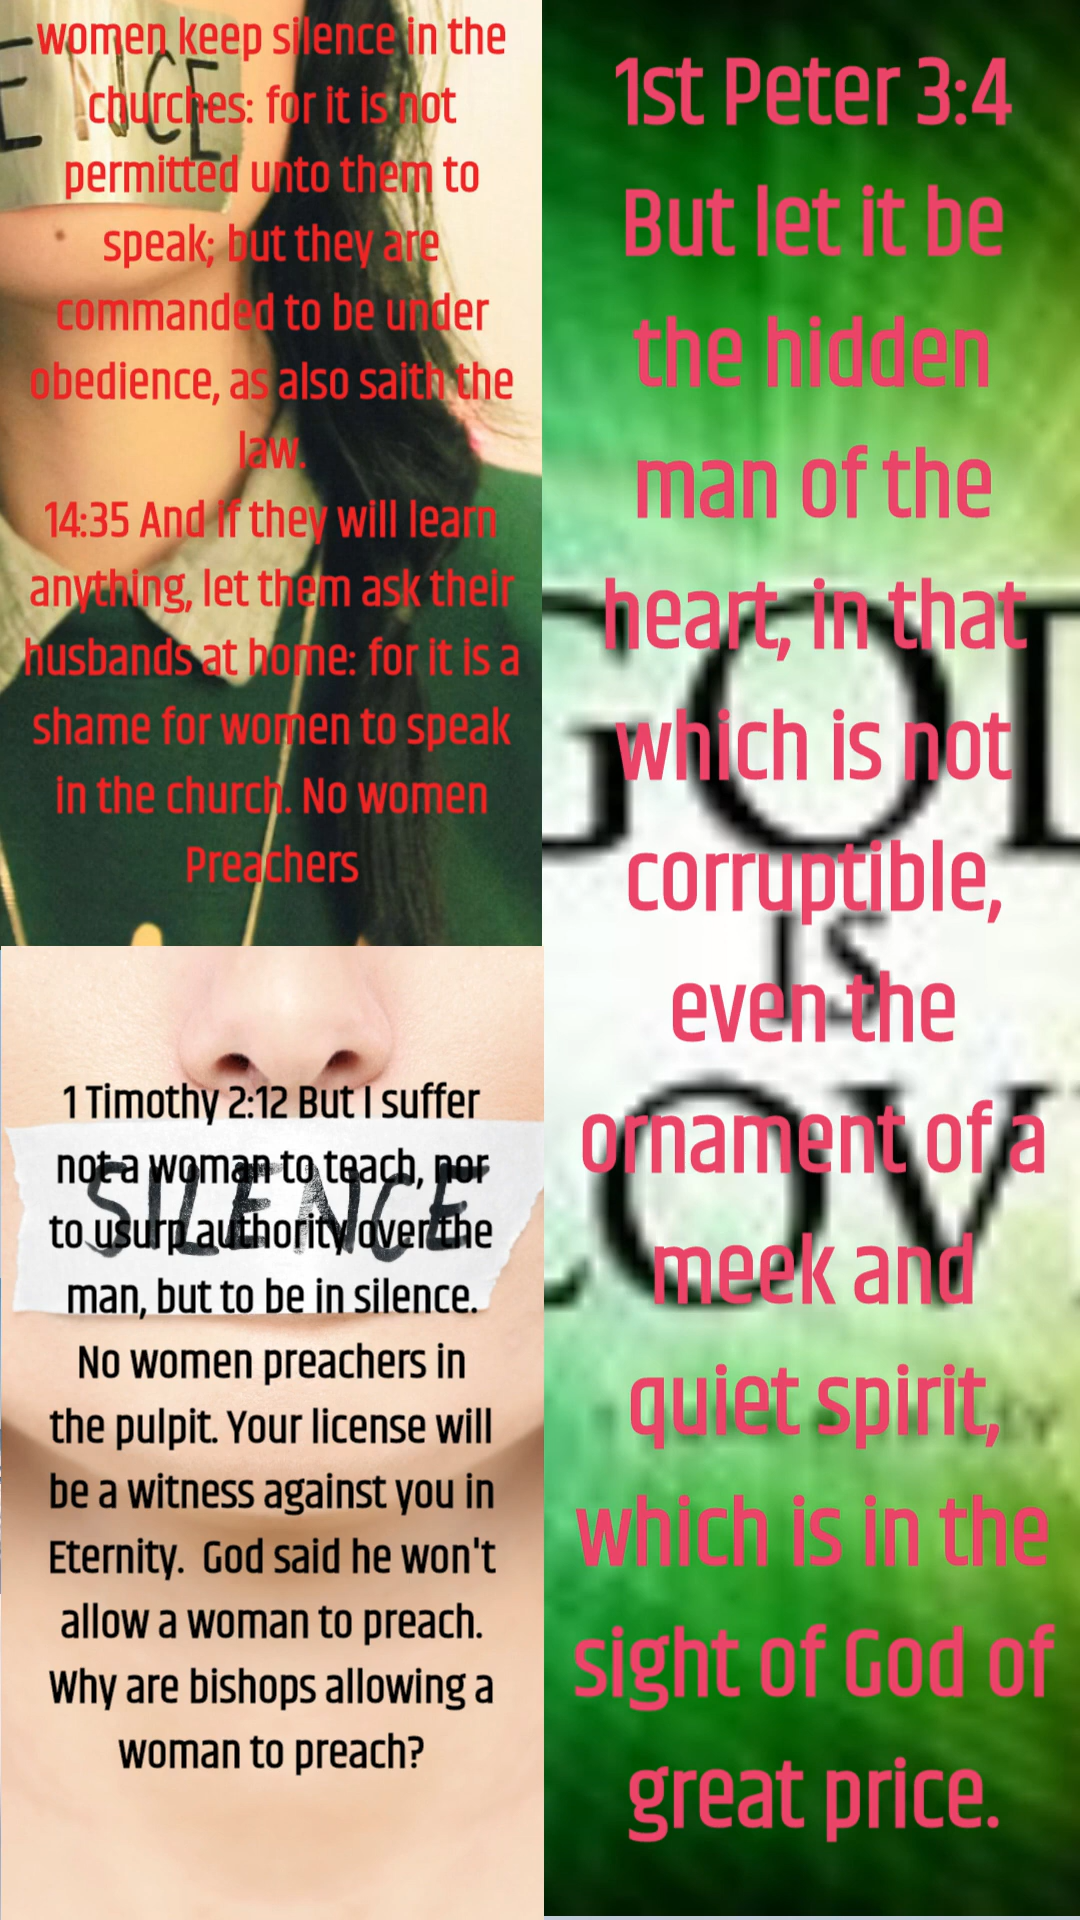 ENCE
women keep silence in the
churches: for it is not
permitted unto them to
speak; but they are
commanded to be under
obedience, as also saith the
law.
14:35 And if they will learn
anything, let them ask their
husbands at home: for it is a
shame for women to speak
in the church. No women
Preachers
SILENCE
1 Timothy 2:12 But I suffer
not a woman to teach, nor
to usurp authority over the
man, but to be in silence.
No women preachers in
the pulpit. Your license will
be a witness against you in
Eternity.  God said he won't
allow a woman to preach.
Why are bishops allowing a
woman to preach?
1st Peter 3:4
But let it be
the hidden
man of the
heart, in that
which is not
corruptible,
even the
ornament of a
meek and
quiet spirit,
which is in the
sight of God of
great price.
GOD
IS
LOVE